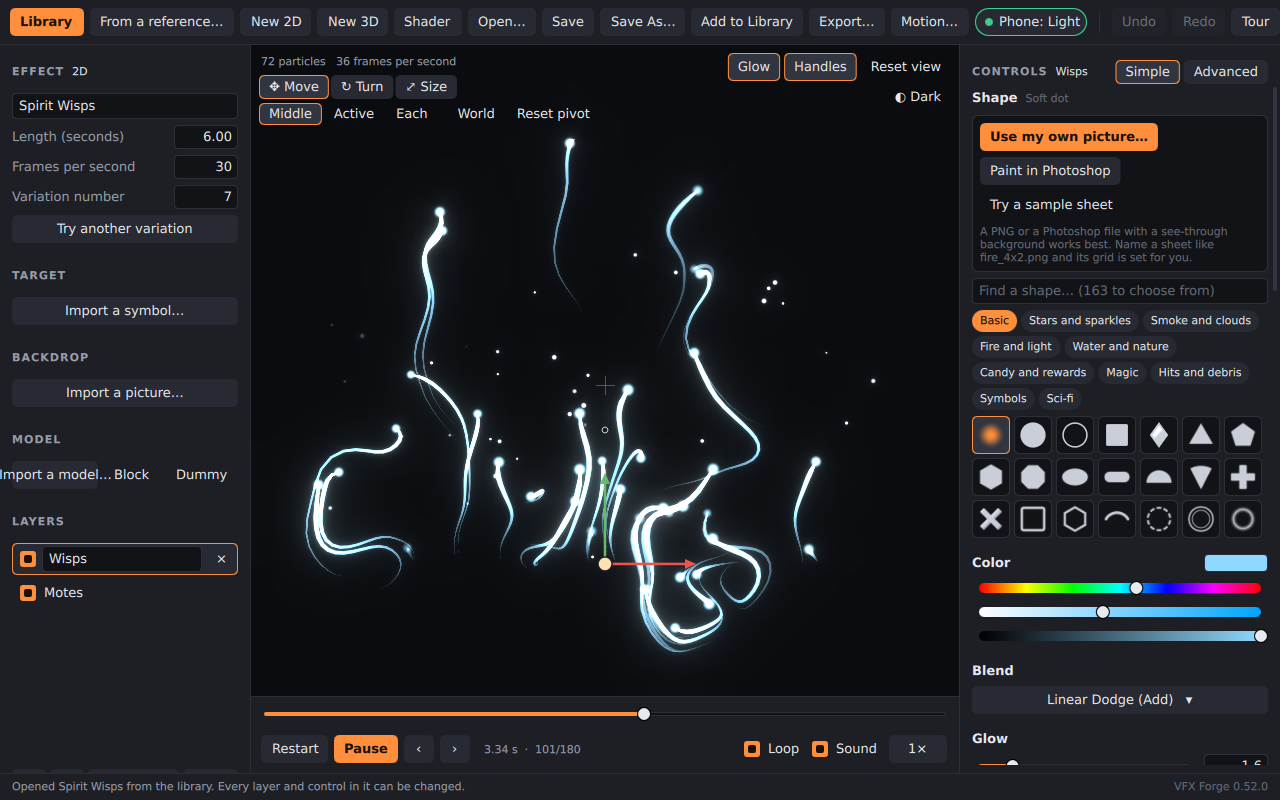 Library From a reference... New 2D New 3D Shader Open... Save Save As... Add to Library Export... Motion... Phone: Light Undo Redo Tour
EFFECT 2D
Spirit Wisps
Length (seconds) 6.00
Frames per second 30
Variation number 7
Try another variation
TARGET
Import a symbol...
BACKDROP
Import a picture...
MODEL
Import a model... Block Dummy
LAYERS
Wisps ×
Motes
72 particles 36 frames per second
Move Turn Size
Middle Active Each World Reset pivot
Glow Handles Reset view
Dark
Restart Pause ‹ › 3.34 s · 101/180 Loop Sound 1×
CONTROLS Wisps Simple Advanced
Shape Soft dot
Use my own picture...
Paint in Photoshop
Try a sample sheet
A PNG or a Photoshop file with a see-through
background works best. Name a sheet like
fire_4x2.png and its grid is set for you.
Find a shape... (163 to choose from)
Basic Stars and sparkles Smoke and clouds
Fire and light Water and nature
Candy and rewards Magic Hits and debris
Symbols Sci-fi
Color
Blend
Linear Dodge (Add) ▾
Glow
1.6
Opened Spirit Wisps from the library. Every layer and control in it can be changed.
VFX Forge 0.52.0